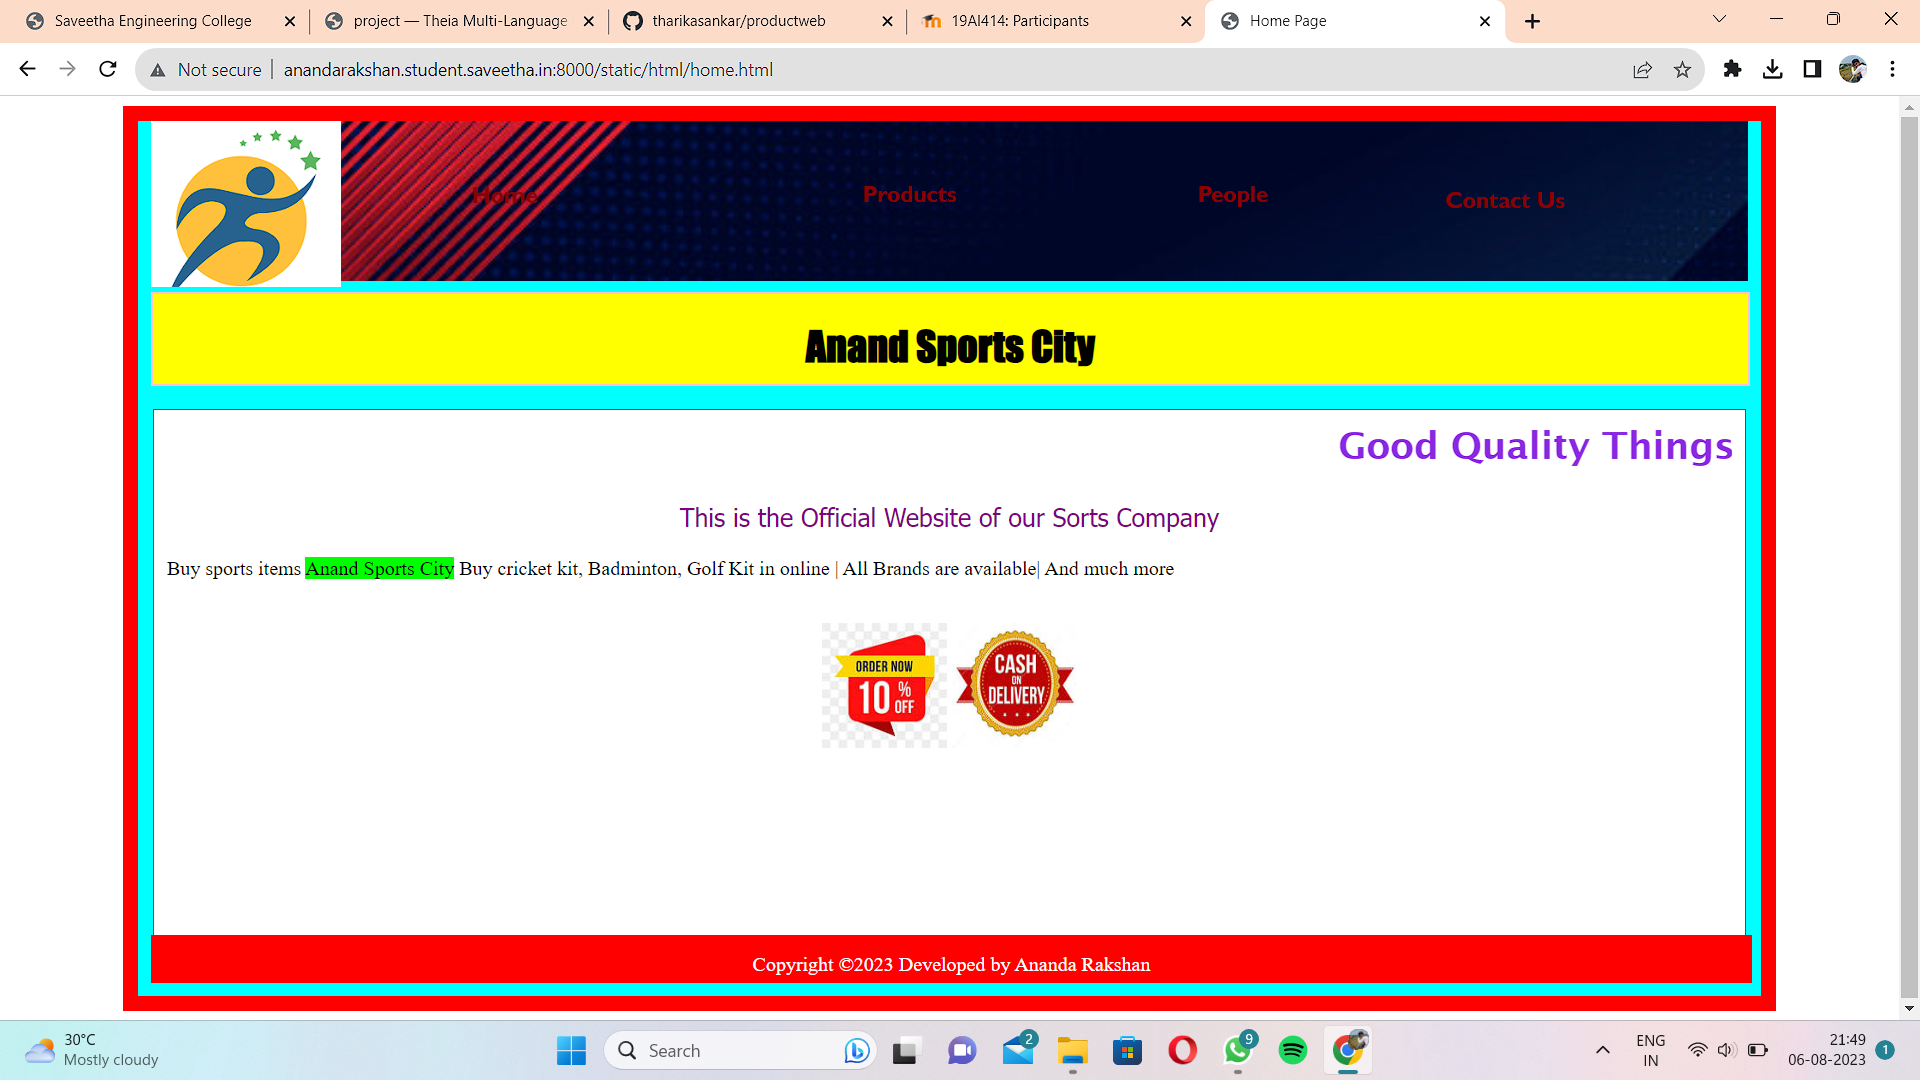 Saveetha Engineering College
project — Theia Multi-Language
tharikasankar/productweb
19AI414: Participants
Home Page
Not secure
anandarakshan.student.saveetha.in:8000/static/html/home.html
Home
Products
People
Contact Us
Anand Sports City
Good Quality Things
This is the Official Website of our Sorts Company
Buy sports items Anand Sports City Buy cricket kit, Badminton, Golf Kit in online | All Brands are available| And much more
ORDER NOW
10 % OFF
CASH
ON
DELIVERY
Copyright ©2023 Developed by Ananda Rakshan
30°C
Mostly cloudy
Search
2
9
ENG
IN
21:49
06-08-2023
1